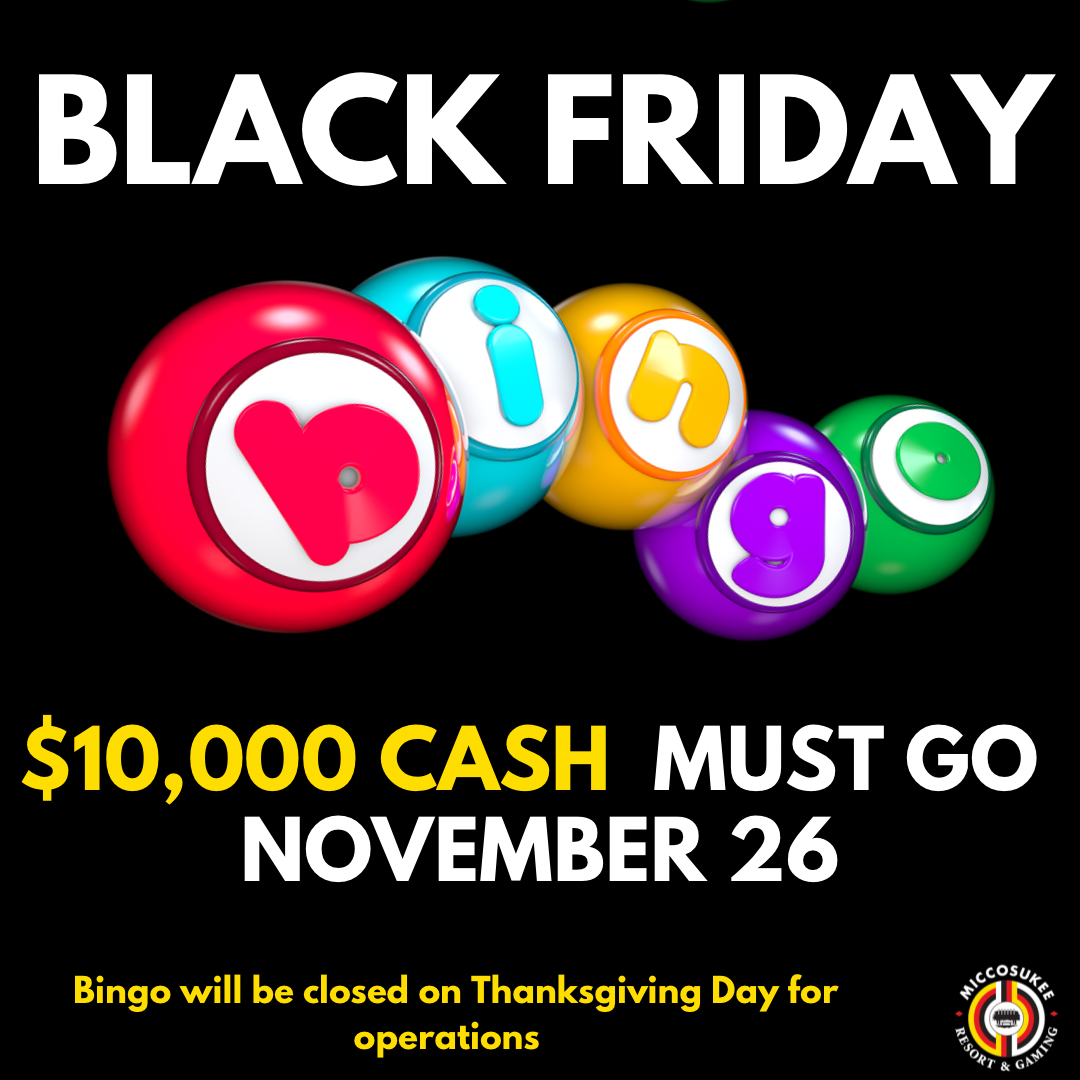 BLACK FRIDAY
bingo
$10,000 CASH MUST GO
NOVEMBER 26
Bingo will be closed on Thanksgiving Day for
operations
MICCOSUKEE
RESORT & GAMING